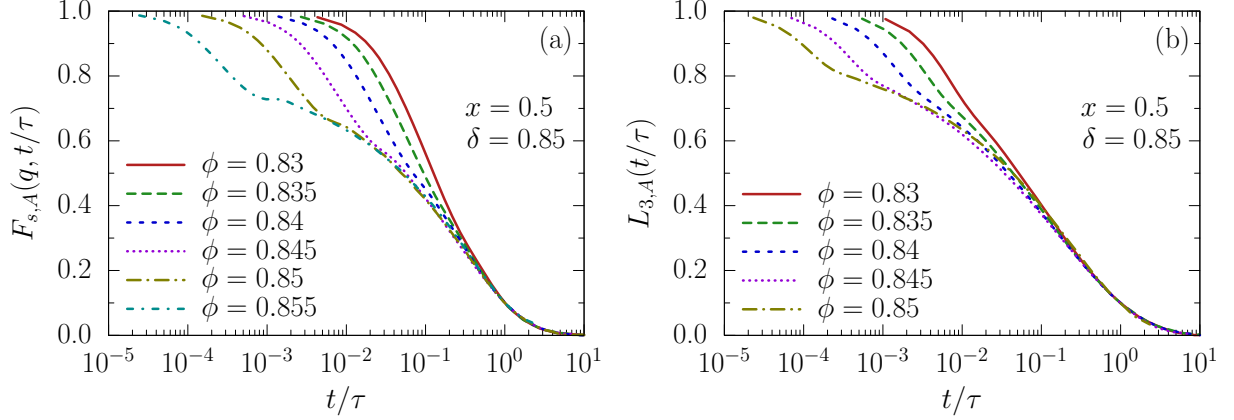 1.0
0.8
0.6
0.4
0.2
0.0
F_{s,A}(q, t/τ)
(a)
x = 0.5
δ = 0.85
ϕ = 0.83
ϕ = 0.835
ϕ = 0.84
ϕ = 0.845
ϕ = 0.85
ϕ = 0.855
10^{−5} 10^{−4} 10^{−3} 10^{−2} 10^{−1} 10^{0} 10^{1}
t/τ
1.0
0.8
0.6
0.4
0.2
0.0
L_{3,A}(t/τ)
(b)
x = 0.5
δ = 0.85
ϕ = 0.83
ϕ = 0.835
ϕ = 0.84
ϕ = 0.845
ϕ = 0.85
10^{−5} 10^{−4} 10^{−3} 10^{−2} 10^{−1} 10^{0} 10^{1}
t/τ